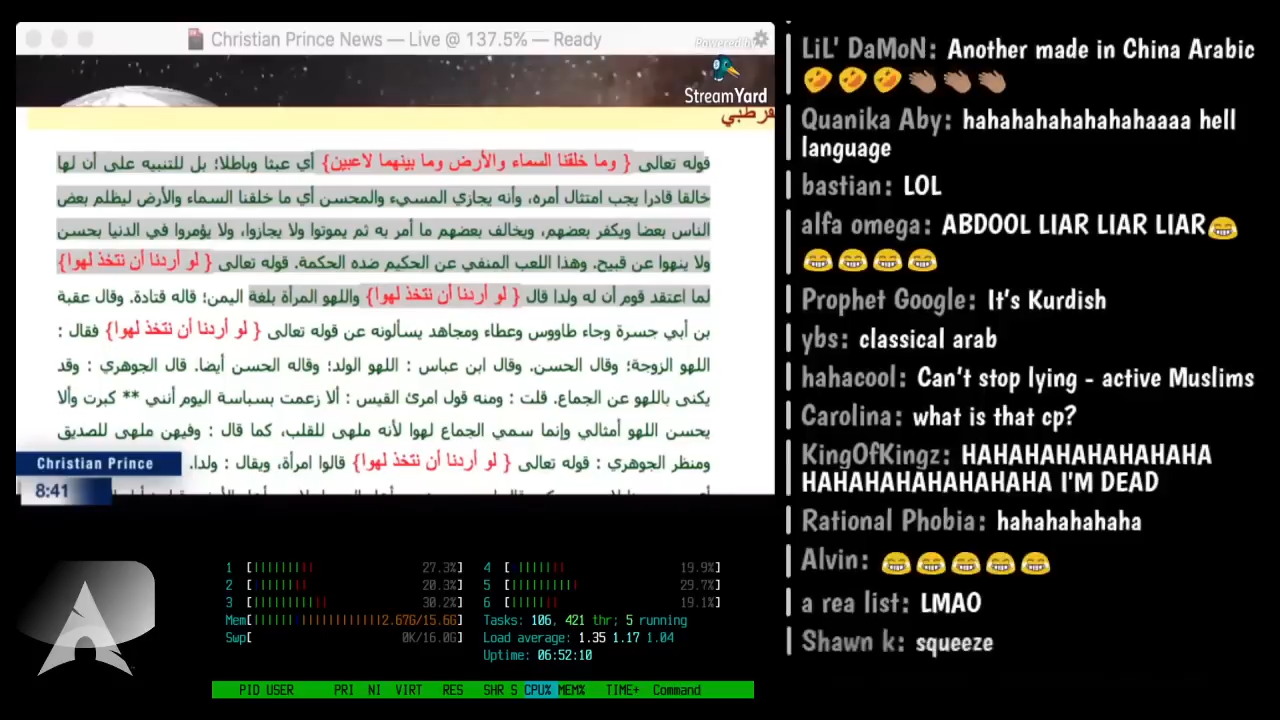 Christian Prince News — Live @ 137.5% — Ready
Powered by
StreamYard
قرطبي
قوله تعالى { وما خلقنا السماء والأرض وما بينهما لاعبين} أي عبثا وباطلا؛ بل للتنبيه على أن لها
خالقا قادرا يجب امتثال أمره، وأنه يجازي المسيء والمحسن أي ما خلقنا السماء والأرض ليظلم بعض
الناس بعضا ويكفر بعضهم، ويخالف بعضهم ما أمر به ثم يموتوا ولا يجازوا، ولا يؤمروا في الدنيا بحسن
ولا ينهوا عن قبيح. وهذا اللعب المنفي عن الحكيم ضده الحكمة. قوله تعالى { لو أردنا أن نتخذ لهوا}
لما اعتقد قوم أن له ولدا قال { لو أردنا أن نتخذ لهوا} واللهو المرأة بلغة اليمن؛ قاله قتادة. وقال عقبة
بن أبي جسرة وجاء طاووس وعطاء ومجاهد يسألونه عن قوله تعالى { لو أردنا أن نتخذ لهوا} فقال :
اللهو الزوجة؛ وقال الحسن. وقال ابن عباس : اللهو الولد؛ وقاله الحسن أيضا. قال الجوهري : وقد
يكنى باللهو عن الجماع. قلت : ومنه قول امرئ القيس : ألا زعمت بسباسة اليوم أنني ** كبرت وألا
يحسن اللهو أمثالي وإنما سمي الجماع لهوا لأنه ملهى للقلب، كما قال : وفيهن ملهى للصديق
ومنظر الجوهري : قوله تعالى { لو أردنا أن نتخذ لهوا} قالوا امرأة، ويقال : ولدا.
Christian Prince
8:41
1 [ 27.3%] 4 [ 19.9%]
2 [ 20.3%] 5 [ 29.7%]
3 [ 30.2%] 6 [ 19.1%]
Mem[ 2.67G/15.6G] Tasks: 106, 421 thr; 5 running
Swp[ 0K/16.0G] Load average: 1.35 1.17 1.04
Uptime: 06:52:10
PID USER PRI NI VIRT RES SHR S CPU% MEM% TIME+ Command
LiL' DaMoN: Another made in China Arabic
🤣 🤣 🤣 👏🏽 👏🏽 👏🏽
Quanika Aby: hahahahahahahahaaaa hell
language
bastian: LOL
alfa omega: ABDOOL LIAR LIAR LIAR😂
😂 😂 😂 😂
Prophet Google: It's Kurdish
ybs: classical arab
hahacool: Can't stop lying - active Muslims
Carolina: what is that cp?
KingOfKingz: HAHAHAHAHAHAHAHA
HAHAHAHAHAHAHAHA I'M DEAD
Rational Phobia: hahahahahaha
Alvin: 😂 😂 😂 😂 😂
a rea list: LMAO
Shawn k: squeeze